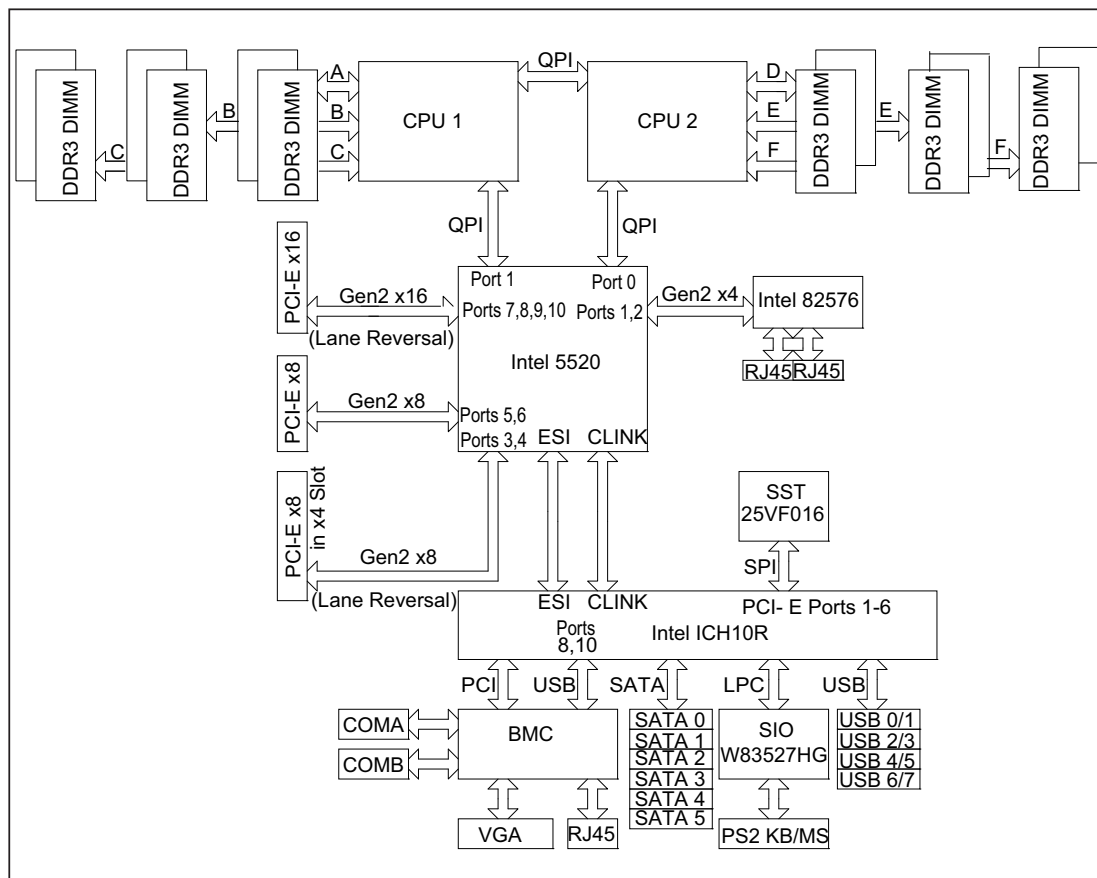 QPI
A
B
C
B
C
DDR3 DIMM
DDR3 DIMM
DDR3 DIMM
CPU 1
CPU 2
D
E
F
E
F
DDR3 DIMM
DDR3 DIMM
DDR3 DIMM
QPI
QPI
PCI-E x16
Gen2 x16
(Lane Reversal)
Port 1
Port 0
Ports 7,8,9,10
Ports 1,2
Intel 5520
Gen2 x4
Intel 82576
RJ45
RJ45
PCI-E x8
Gen2 x8
Ports 5,6
Ports 3,4
ESI
CLINK
PCI-E x8
in x4 Slot
Gen2 x8
(Lane Reversal)
SST
25VF016
SPI
ESI
CLINK
PCI- E Ports 1-6
Ports
8,10
Intel ICH10R
PCI
USB
SATA
LPC
USB
COMA
COMB
BMC
SATA 0
SATA 1
SATA 2
SATA 3
SATA 4
SATA 5
SIO
W83527HG
USB 0/1
USB 2/3
USB 4/5
USB 6/7
VGA
RJ45
PS2 KB/MS